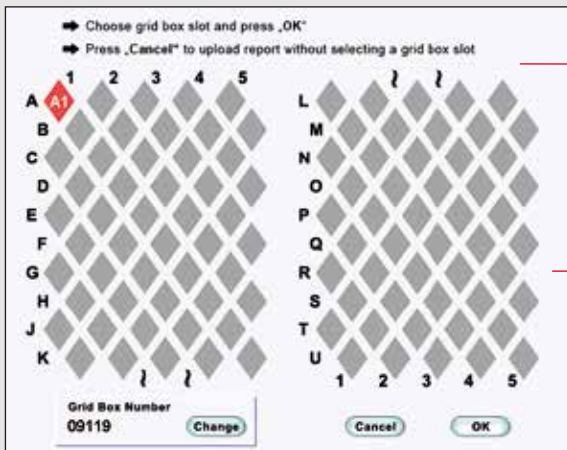 ➡ Choose grid box slot and press „OK“
➡ Press „Cancel“ to upload report without selecting a grid box slot
1 2 3 4 5
A A1
B
C
D
E
F
G
H
J
K
L
M
N
O
P
Q
R
S
T
U
1 2 3 4 5
Grid Box Number
09119 Change
Cancel OK